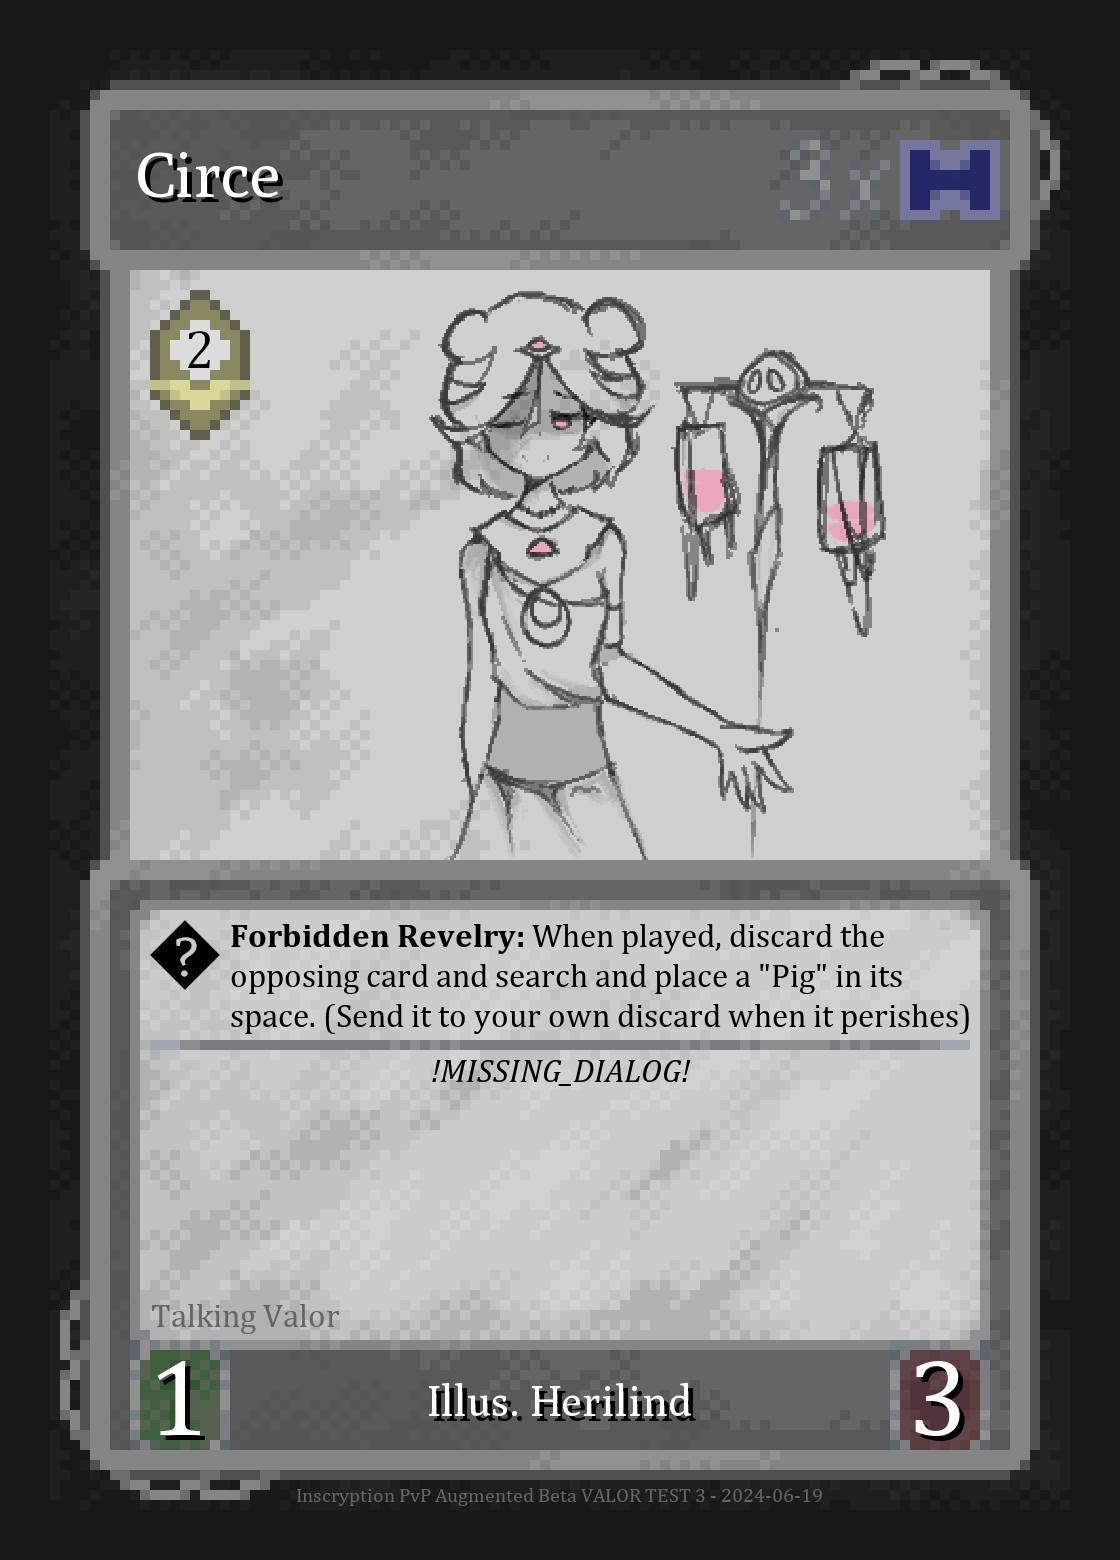 Circe
3x
2
Forbidden Revelry: When played, discard the
opposing card and search and place a "Pig" in its
space. (Send it to your own discard when it perishes)
!MISSING_DIALOG!
Talking Valor
1
Illus. Herilind
3
Inscryption PvP Augmented Beta VALOR TEST 3 - 2024-06-19